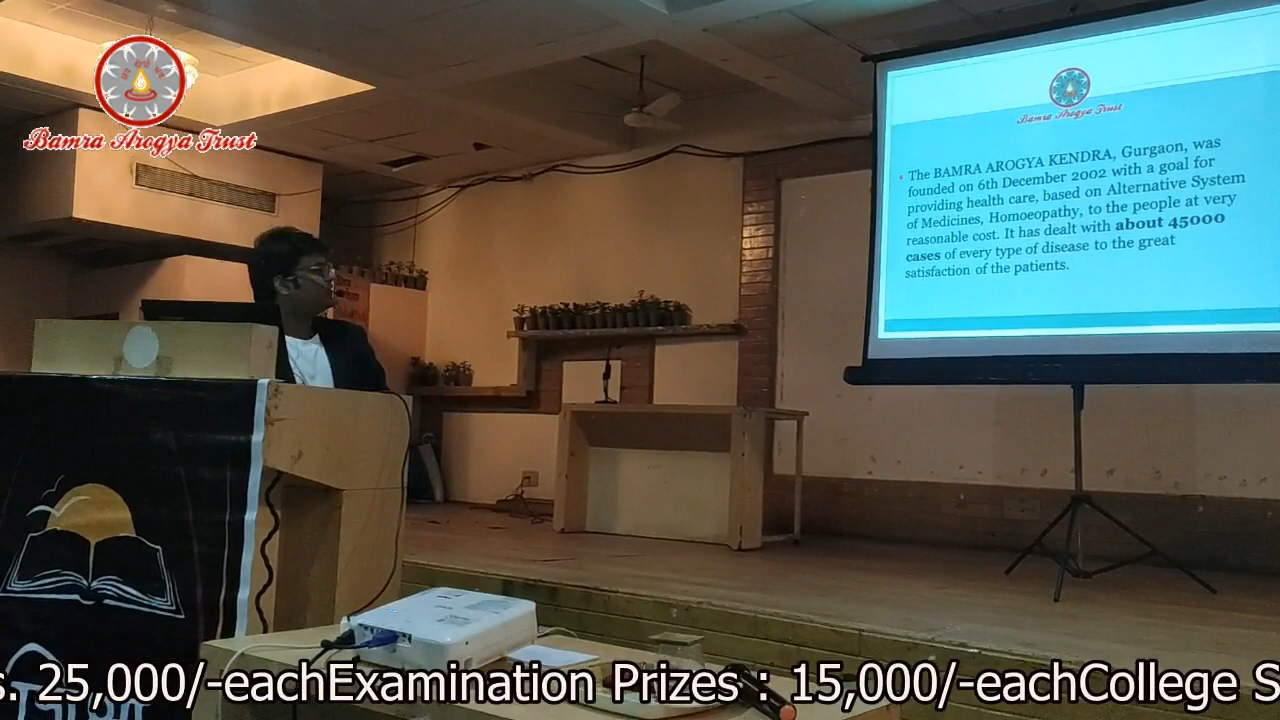 Bamra Arogya Trust
Bamra Arogya Trust
The BAMRA AROGYA KENDRA, Gurgaon, was
founded on 6th December 2002 with a goal for
providing health care, based on Alternative System
of Medicines, Homoeopathy, to the people at very
reasonable cost. It has dealt with about 45000
cases of every type of disease to the great
satisfaction of the patients.
s. 25,000/-eachExamination Prizes : 15,000/-eachCollege S